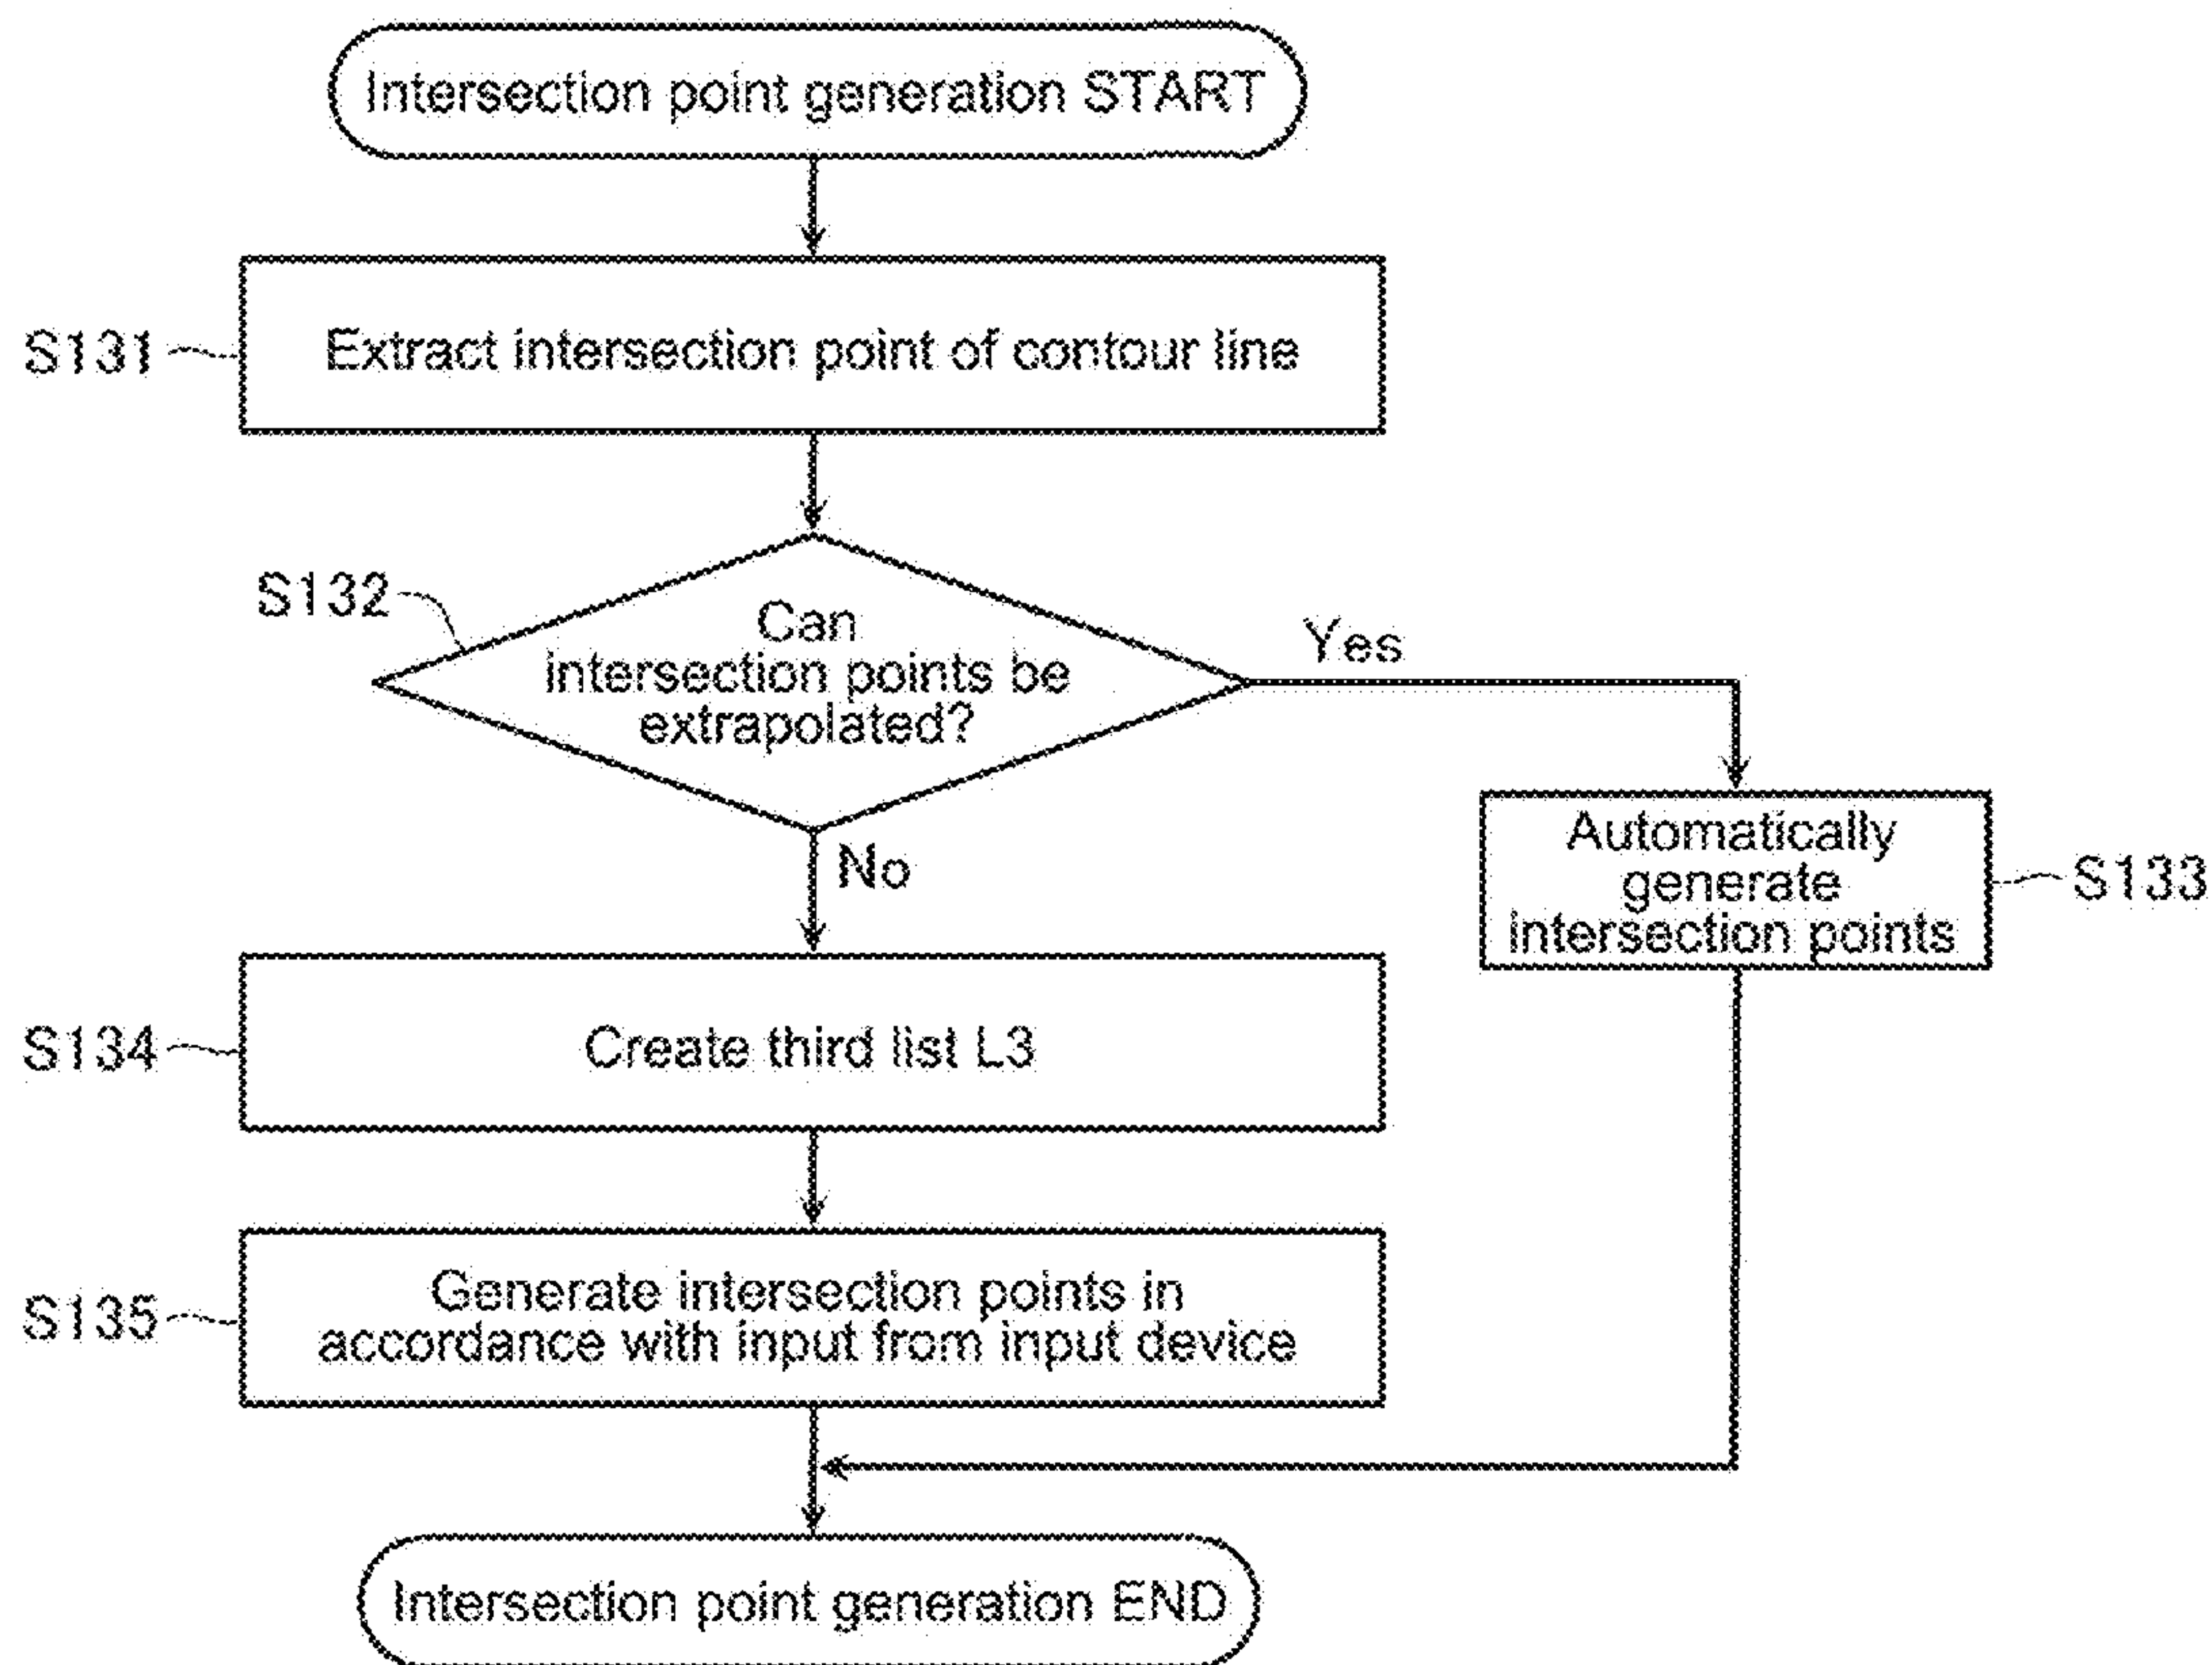 Intersection point generation START
S131
Extract intersection point of contour line
S132
Can
intersection points be
extrapolated?
Yes
No
Automatically
generate
intersection points
S133
S134
Create third list L3
S135
Generate intersection points in
accordance with input from input device
Intersection point generation END